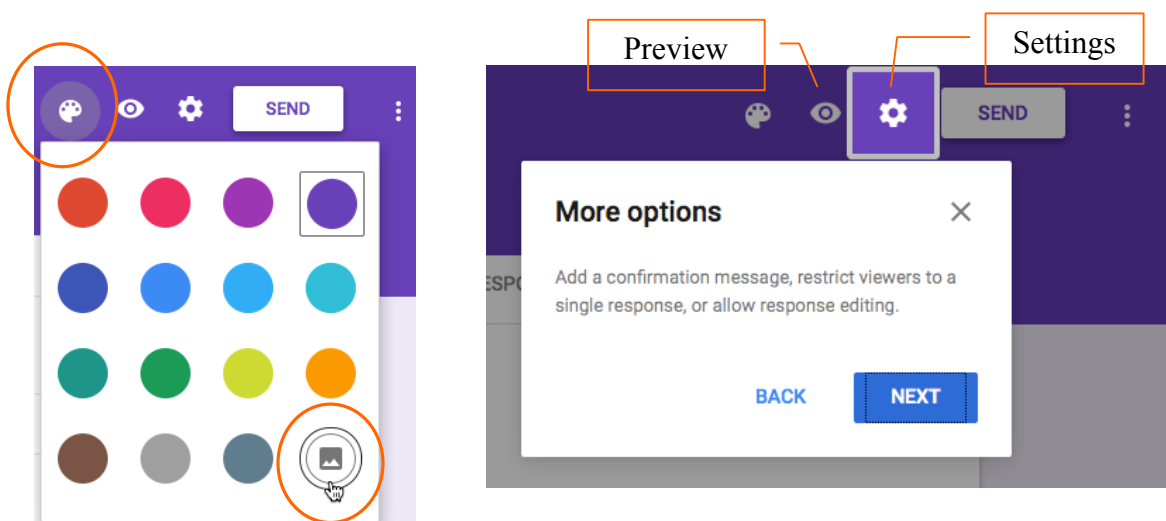 Preview
Settings
SEND
SEND
More options
ESPO
Add a confirmation message, restrict viewers to a
single response, or allow response editing.
BACK
NEXT